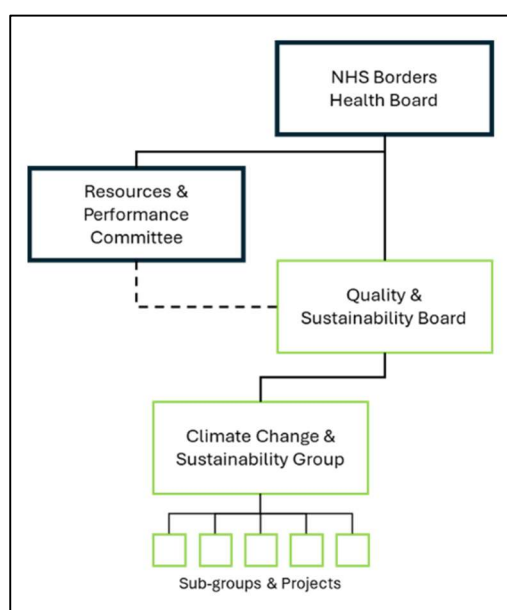 NHS Borders
Health Board
Resources &
Performance
Committee
Quality &
Sustainability Board
Climate Change &
Sustainability Group
Sub-groups & Projects